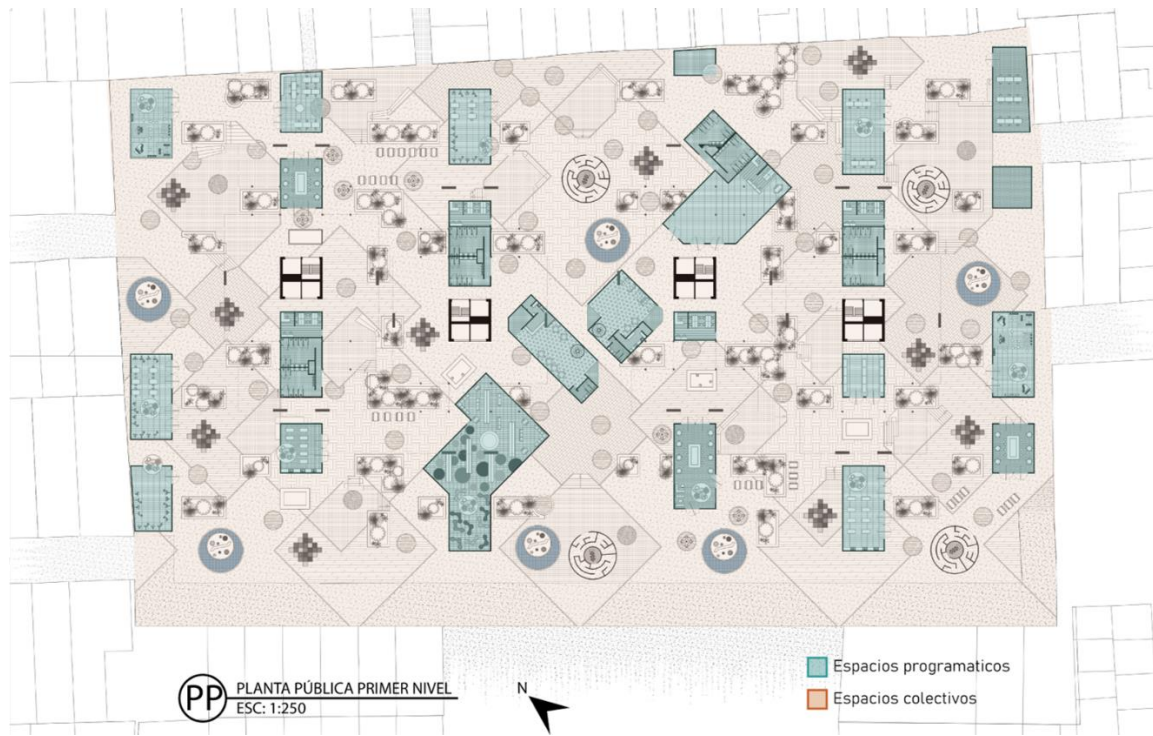 PP
PLANTA PÚBLICA PRIMER NIVEL
ESC: 1:250
N
Espacios programaticos
Espacios colectivos